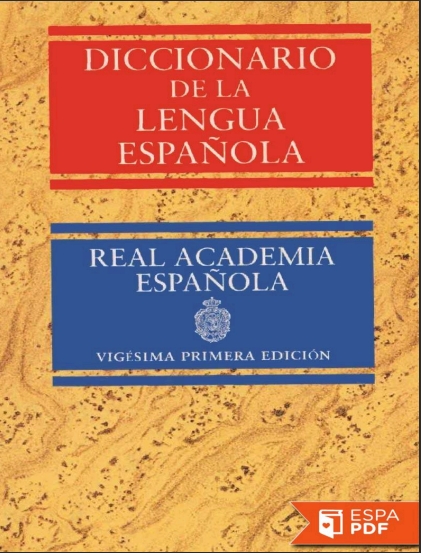 DICCIONARIO
DE LA
LENGUA
ESPAÑOLA
REAL ACADEMIA
ESPAÑOLA
VIGÉSIMA PRIMERA EDICIÓN
ESPA
PDF